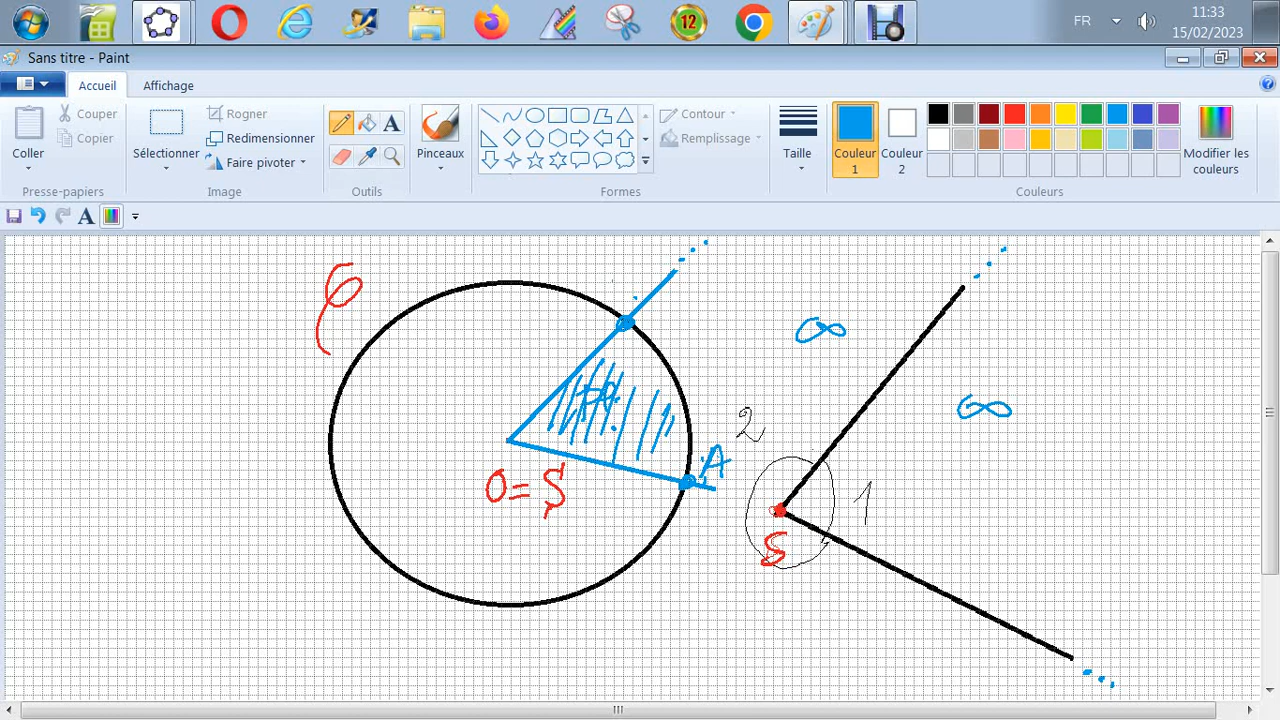 12
FR
11:33
15/02/2023
Sans titre - Paint
Accueil
Affichage
Coller
Couper
Copier
Presse-papiers
Sélectionner
Rogner
Redimensionner
Faire pivoter
Image
A
Outils
Pinceaux
Contour
Remplissage
Formes
Taille
Couleur 1
Couleur 2
Modifier les couleurs
Couleurs
A
∞
∞
2
A
1
O = S
S